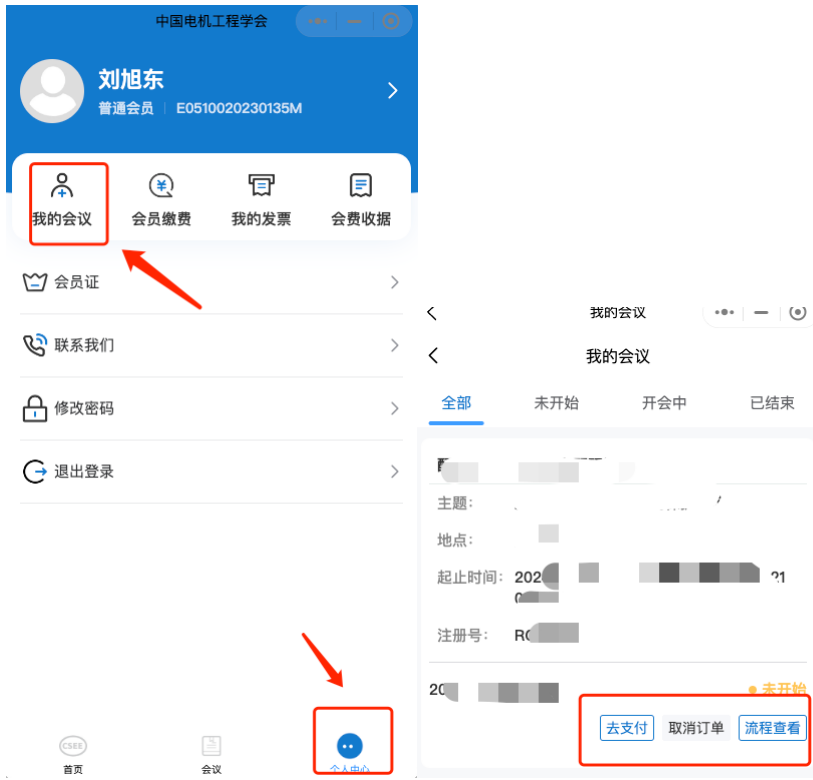 中国电机工程学会
刘旭东
普通会员 E0510020230135M
我的会议 会员缴费 我的发票 会费收据
会员证
联系我们
修改密码
退出登录
CSEE
首页 会议 个人中心
我的会议
我的会议
全部 未开始 开会中 已结束
主题：
地点：
起止时间： 202 21
注册号： R
20 未开始
去支付 取消订单 流程查看